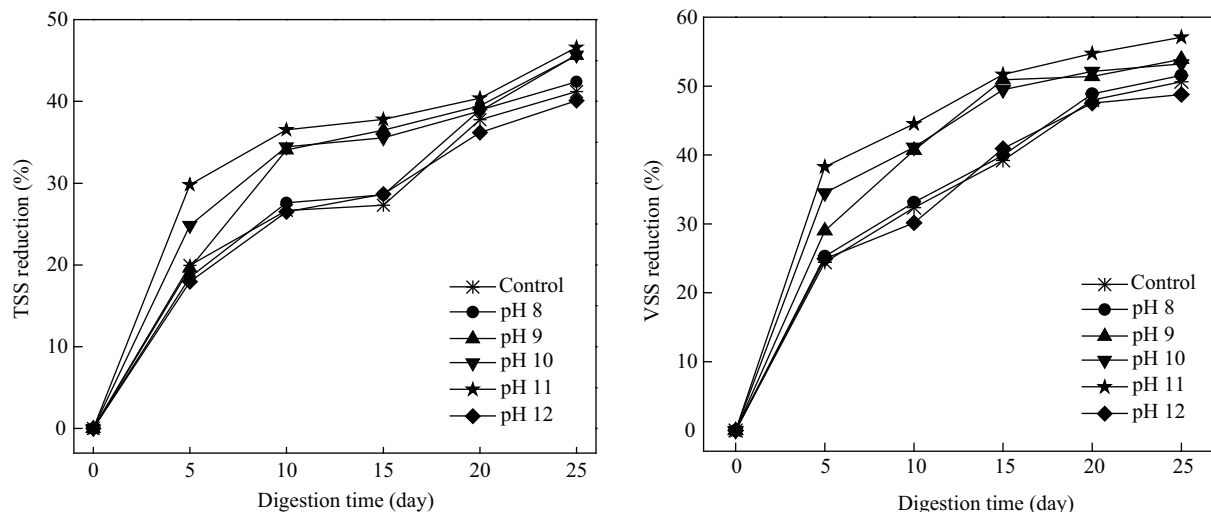 50
40
30
20
10
0
TSS reduction (%)
Control
pH 8
pH 9
pH 10
pH 11
pH 12
0 5 10 15 20 25
Digestion time (day)
60
50
40
30
20
10
0
VSS reduction (%)
Control
pH 8
pH 9
pH 10
pH 11
pH 12
0 5 10 15 20 25
Digestion time (day)